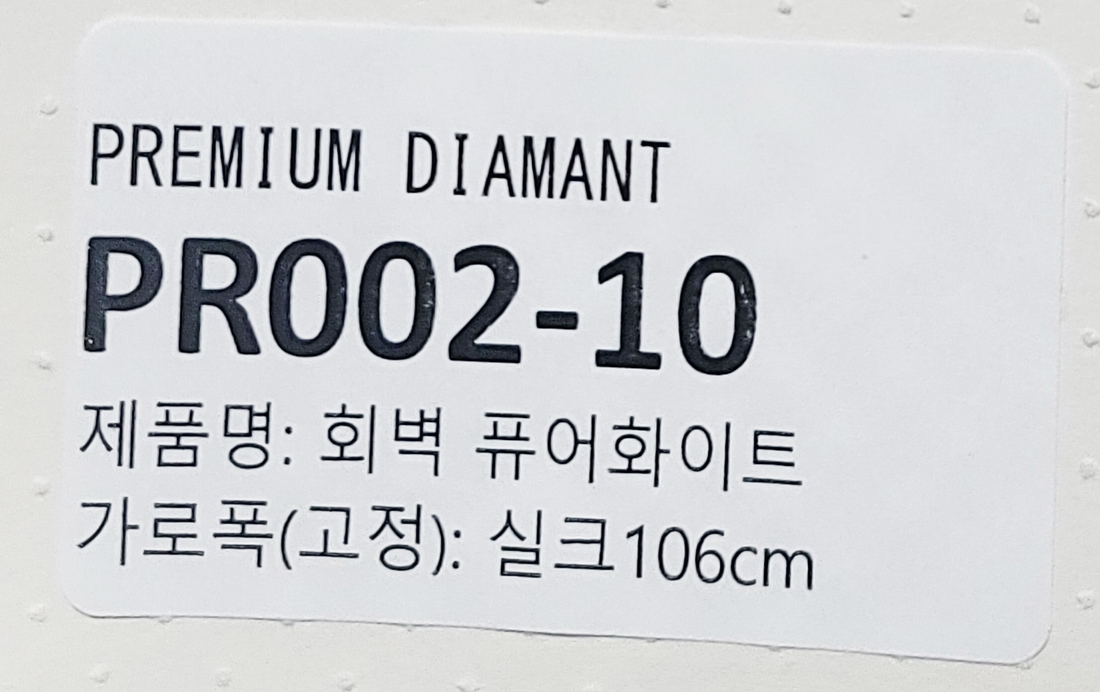 PREMIUM DIAMANT
PR002-10
제품명: 회벽 퓨어화이트
가로폭(고정): 실크106cm